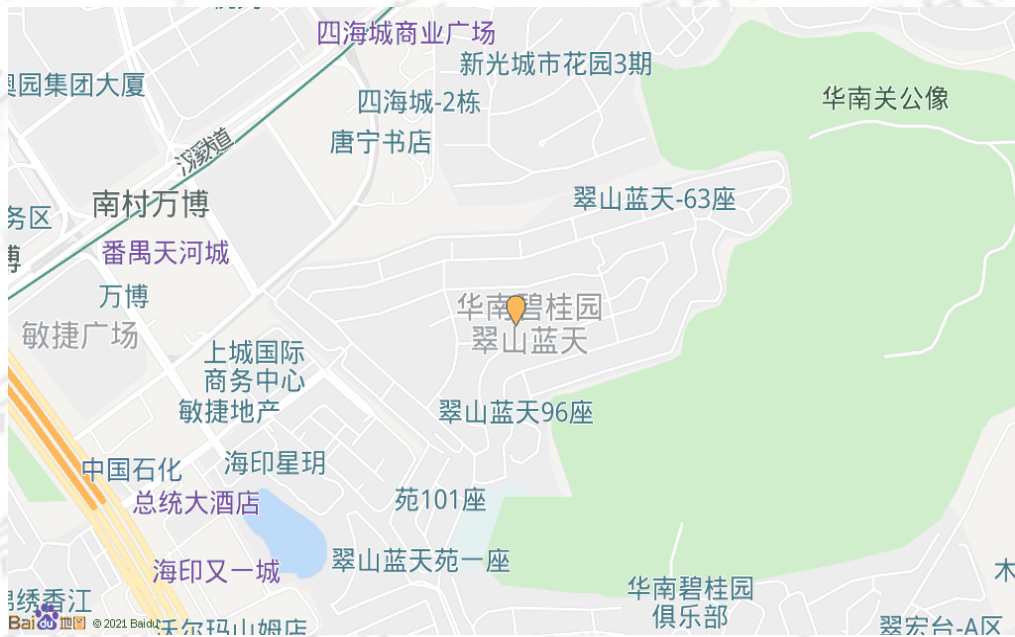 四海城商业广场
新光城市花园3期
奥园集团大厦
四海城-2栋
华南关公像
唐宁书店
汉溪大道
翠山蓝天-63座
南村万博
务区
番禺天河城
博
万博
华南碧桂园
翠山蓝天
敏捷广场
上城国际
商务中心
敏捷地产
翠山蓝天96座
海印星玥
中国石化
总统大酒店
苑101座
翠山蓝天苑一座
海印又一城
华南碧桂园
俱乐部
木
锦绣香江
Bai du 地图 © 2021 Baidu
沃尔玛山姆店
翠宏台-A区